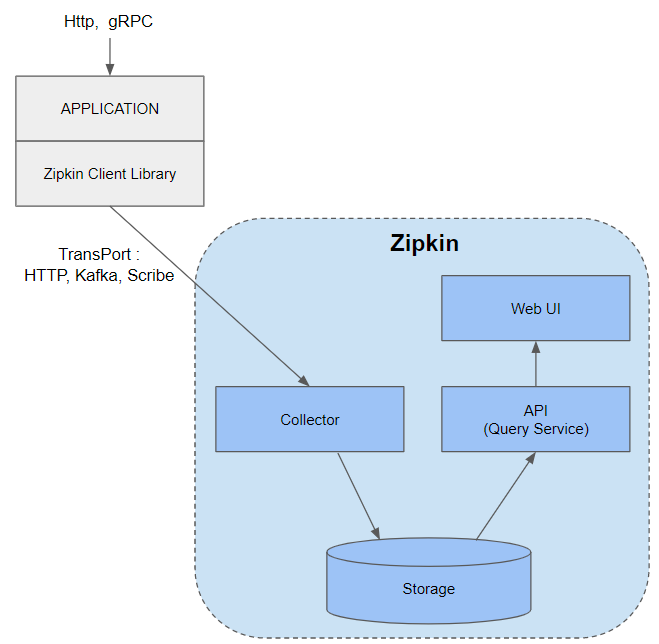 Http, gRPC
APPLICATION
Zipkin Client Library
TransPort :
HTTP, Kafka, Scribe
Zipkin
Web UI
Collector
API
(Query Service)
Storage